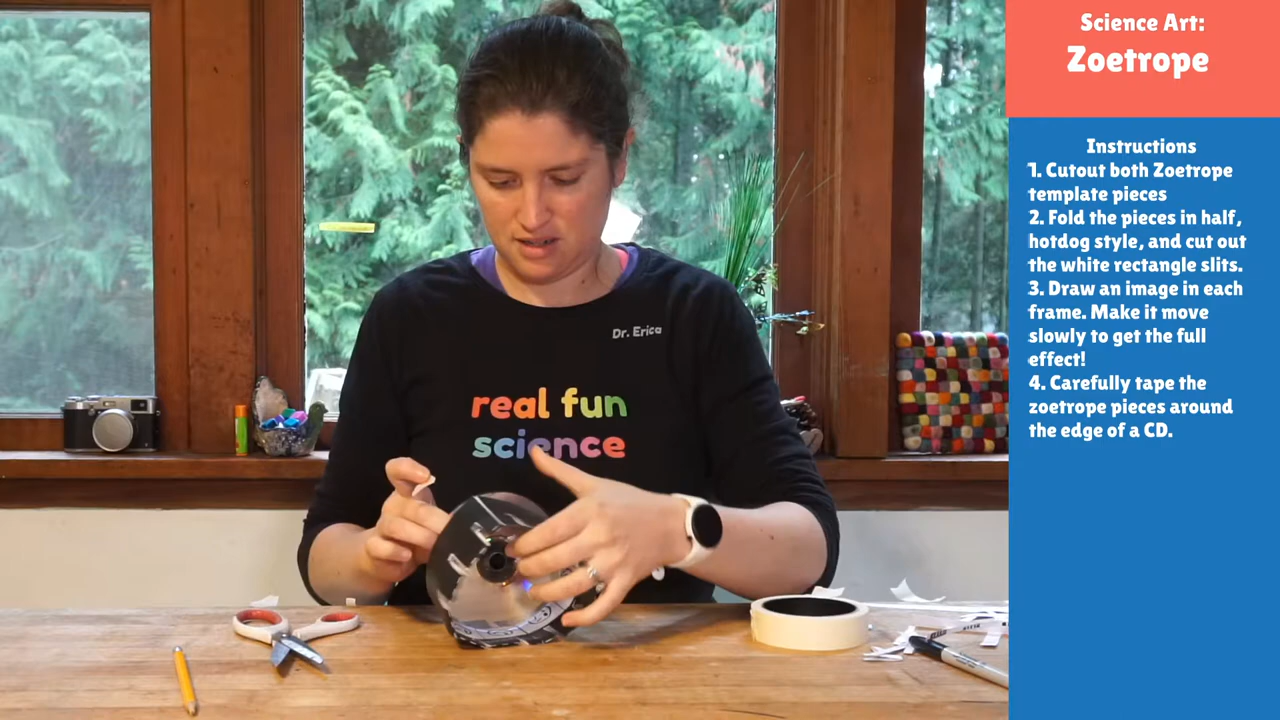 Science Art:
Zoetrope
Instructions
1. Cutout both Zoetrope
template pieces
2. Fold the pieces in half,
hotdog style, and cut out
the white rectangle slits.
3. Draw an image in each
frame. Make it move
slowly to get the full
effect!
4. Carefully tape the
zoetrope pieces around
the edge of a CD.
Dr. Erica
real fun
science